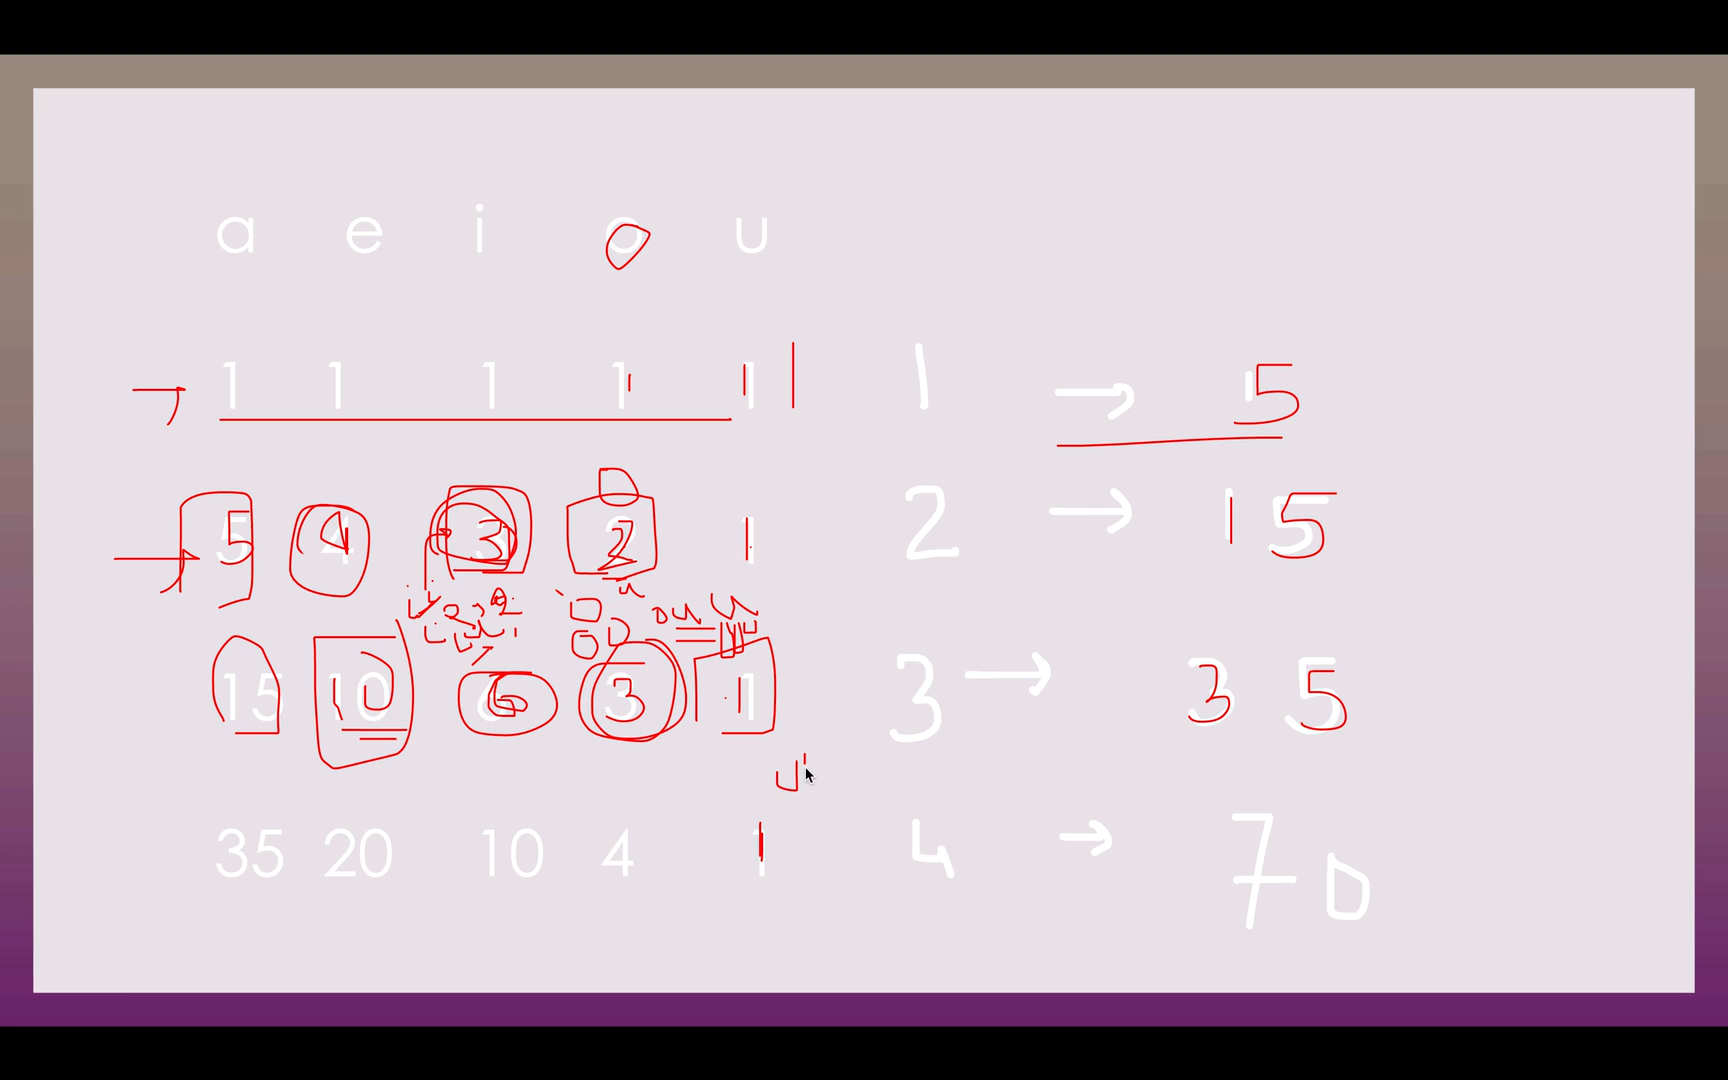 a e i o u
1 1 1 1 1 1 → 5
5 4 3 2 1 2 → 15
15 10 6 3 1 3 → 35
35 20 10 4 1 4 → 70